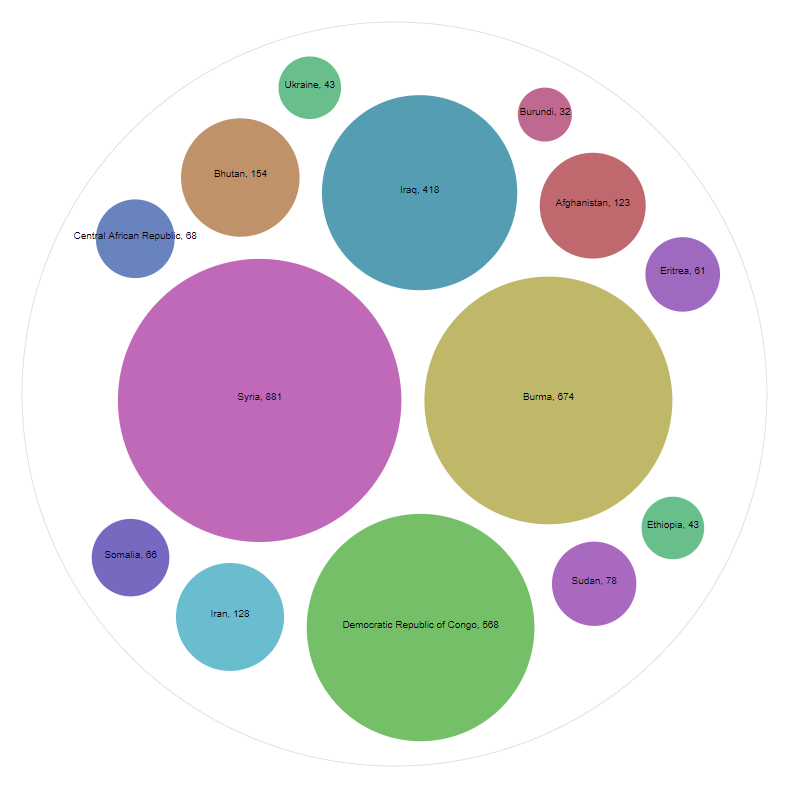 Ukraine, 43
Burundi, 32
Bhutan, 154
Iraq, 418
Afghanistan, 123
Central African Republic, 68
Eritrea, 61
Syria, 881
Burma, 674
Ethiopia, 43
Somalia, 66
Sudan, 78
Iran, 128
Democratic Republic of Congo, 568